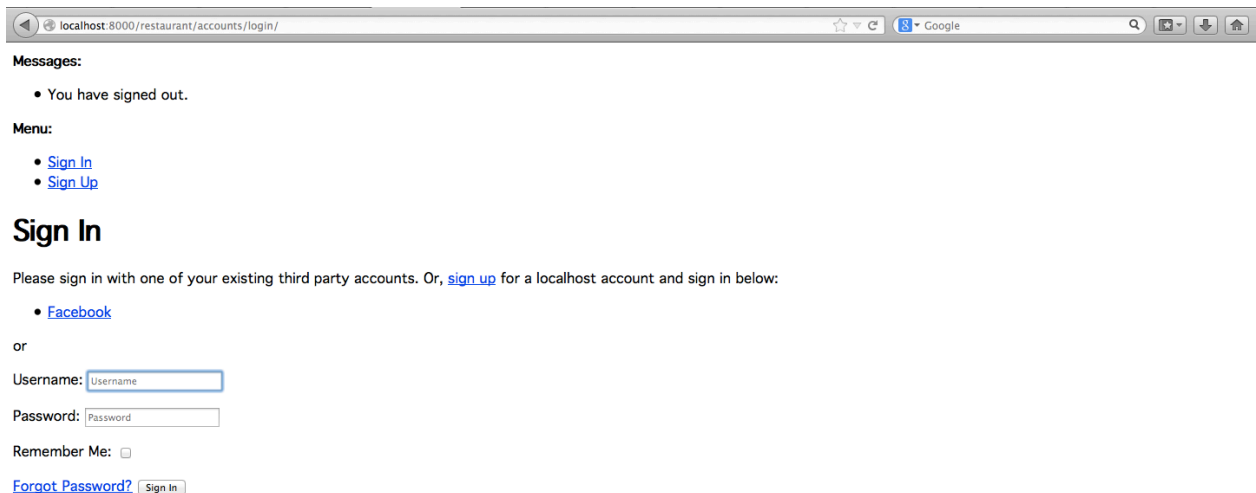 localhost:8000/restaurant/accounts/login/
Google
Messages:
• You have signed out.
Menu:
• Sign In
• Sign Up
Sign In
Please sign in with one of your existing third party accounts. Or, sign up for a localhost account and sign in below:
• Facebook
or
Username: Username
Password: Password
Remember Me:
Forgot Password? Sign In